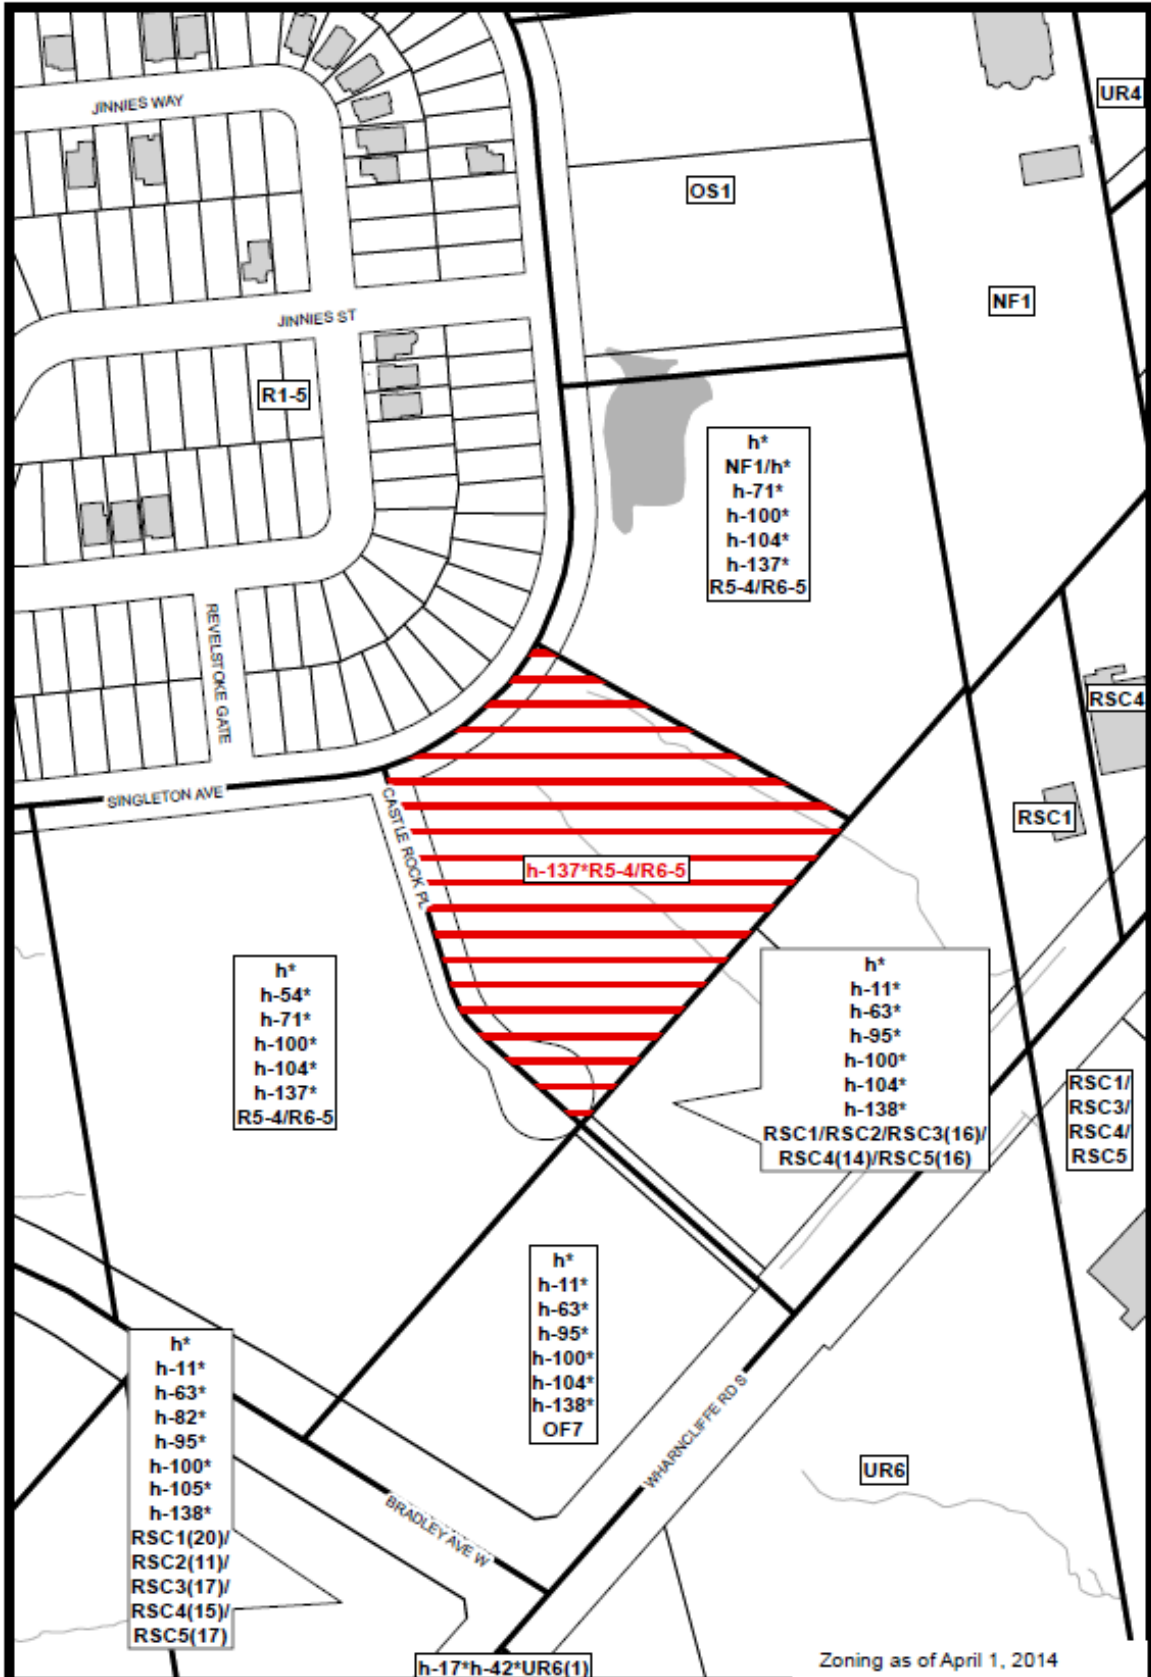 JINNIES WAY
UR4
OS1
NF1
JINNIES ST
R1-5
h*
NF1/h*
h-71*
h-100*
h-104*
h-137*
R5-4/R6-5
REVELSTOKE GATE
RSC4
SINGLETON AVE
CASTLE ROCK PL
RSC1
h-137*R5-4/R6-5
h*
h-54*
h-71*
h-100*
h-104*
h-137*
R5-4/R6-5
h*
h-11*
h-63*
h-95*
h-100*
h-104*
h-138*
RSC1/RSC2/RSC3(16)/
RSC4(14)/RSC5(16)
RSC1/
RSC3/
RSC4/
RSC5
h*
h-11*
h-63*
h-95*
h-100*
h-104*
h-138*
OF7
h*
h-11*
h-63*
h-82*
h-95*
h-100*
h-105*
h-138*
RSC1(20)/
RSC2(11)/
RSC3(17)/
RSC4(15)/
RSC5(17)
WHARNCLIFFE RD S
UR6
BRADLEY AVE W
h-17*h-42*UR6(1)
Zoning as of April 1, 2014